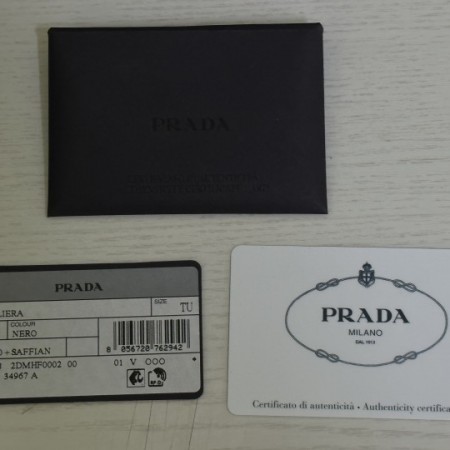 PRADA
PRADA
LIERA
SIZE
TU
COLOUR
NERO
+SAFFIAN
8 056720 762942
2DMHF0002 00
01 V OOO
34967 A
PRADA
MILANO
DAL 1913
Certificato di autenticità • Authenticity certifica